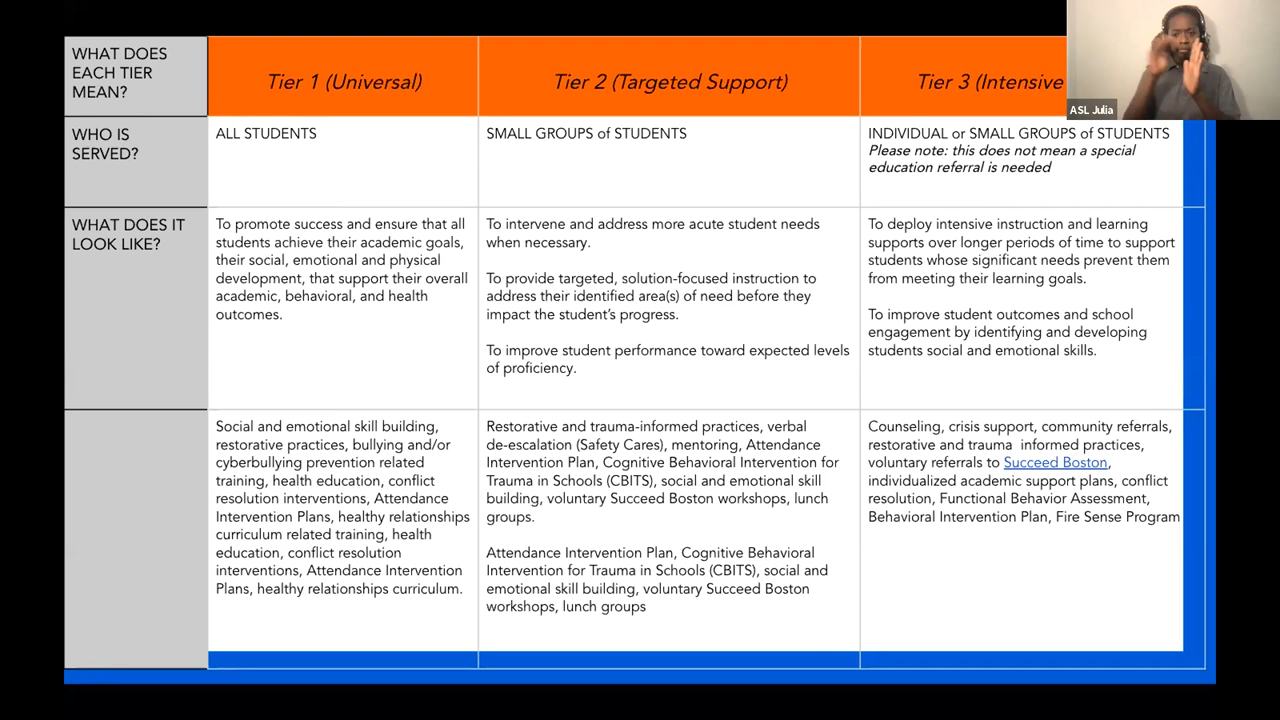 WHAT DOES
EACH TIER
MEAN?
Tier 1 (Universal)
Tier 2 (Targeted Support)
Tier 3 (Intensive
ASL Julia
WHO IS
SERVED?
ALL STUDENTS
SMALL GROUPS of STUDENTS
INDIVIDUAL or SMALL GROUPS of STUDENTS
Please note: this does not mean a special
education referral is needed
WHAT DOES IT
LOOK LIKE?
To promote success and ensure that all
students achieve their academic goals,
their social, emotional and physical
development, that support their overall
academic, behavioral, and health
outcomes.
To intervene and address more acute student needs
when necessary.
To provide targeted, solution-focused instruction to
address their identified area(s) of need before they
impact the student's progress.
To improve student performance toward expected levels
of proficiency.
To deploy intensive instruction and learning
supports over longer periods of time to support
students whose significant needs prevent them
from meeting their learning goals.
To improve student outcomes and school
engagement by identifying and developing
students social and emotional skills.
Social and emotional skill building,
restorative practices, bullying and/or
cyberbullying prevention related
training, health education, conflict
resolution interventions, Attendance
Intervention Plans, healthy relationships
curriculum related training, health
education, conflict resolution
interventions, Attendance Intervention
Plans, healthy relationships curriculum.
Restorative and trauma-informed practices, verbal
de-escalation (Safety Cares), mentoring, Attendance
Intervention Plan, Cognitive Behavioral Intervention for
Trauma in Schools (CBITS), social and emotional skill
building, voluntary Succeed Boston workshops, lunch
groups.
Attendance Intervention Plan, Cognitive Behavioral
Intervention for Trauma in Schools (CBITS), social and
emotional skill building, voluntary Succeed Boston
workshops, lunch groups
Counseling, crisis support, community referrals,
restorative and trauma informed practices,
voluntary referrals to Succeed Boston,
individualized academic support plans, conflict
resolution, Functional Behavior Assessment,
Behavioral Intervention Plan, Fire Sense Program